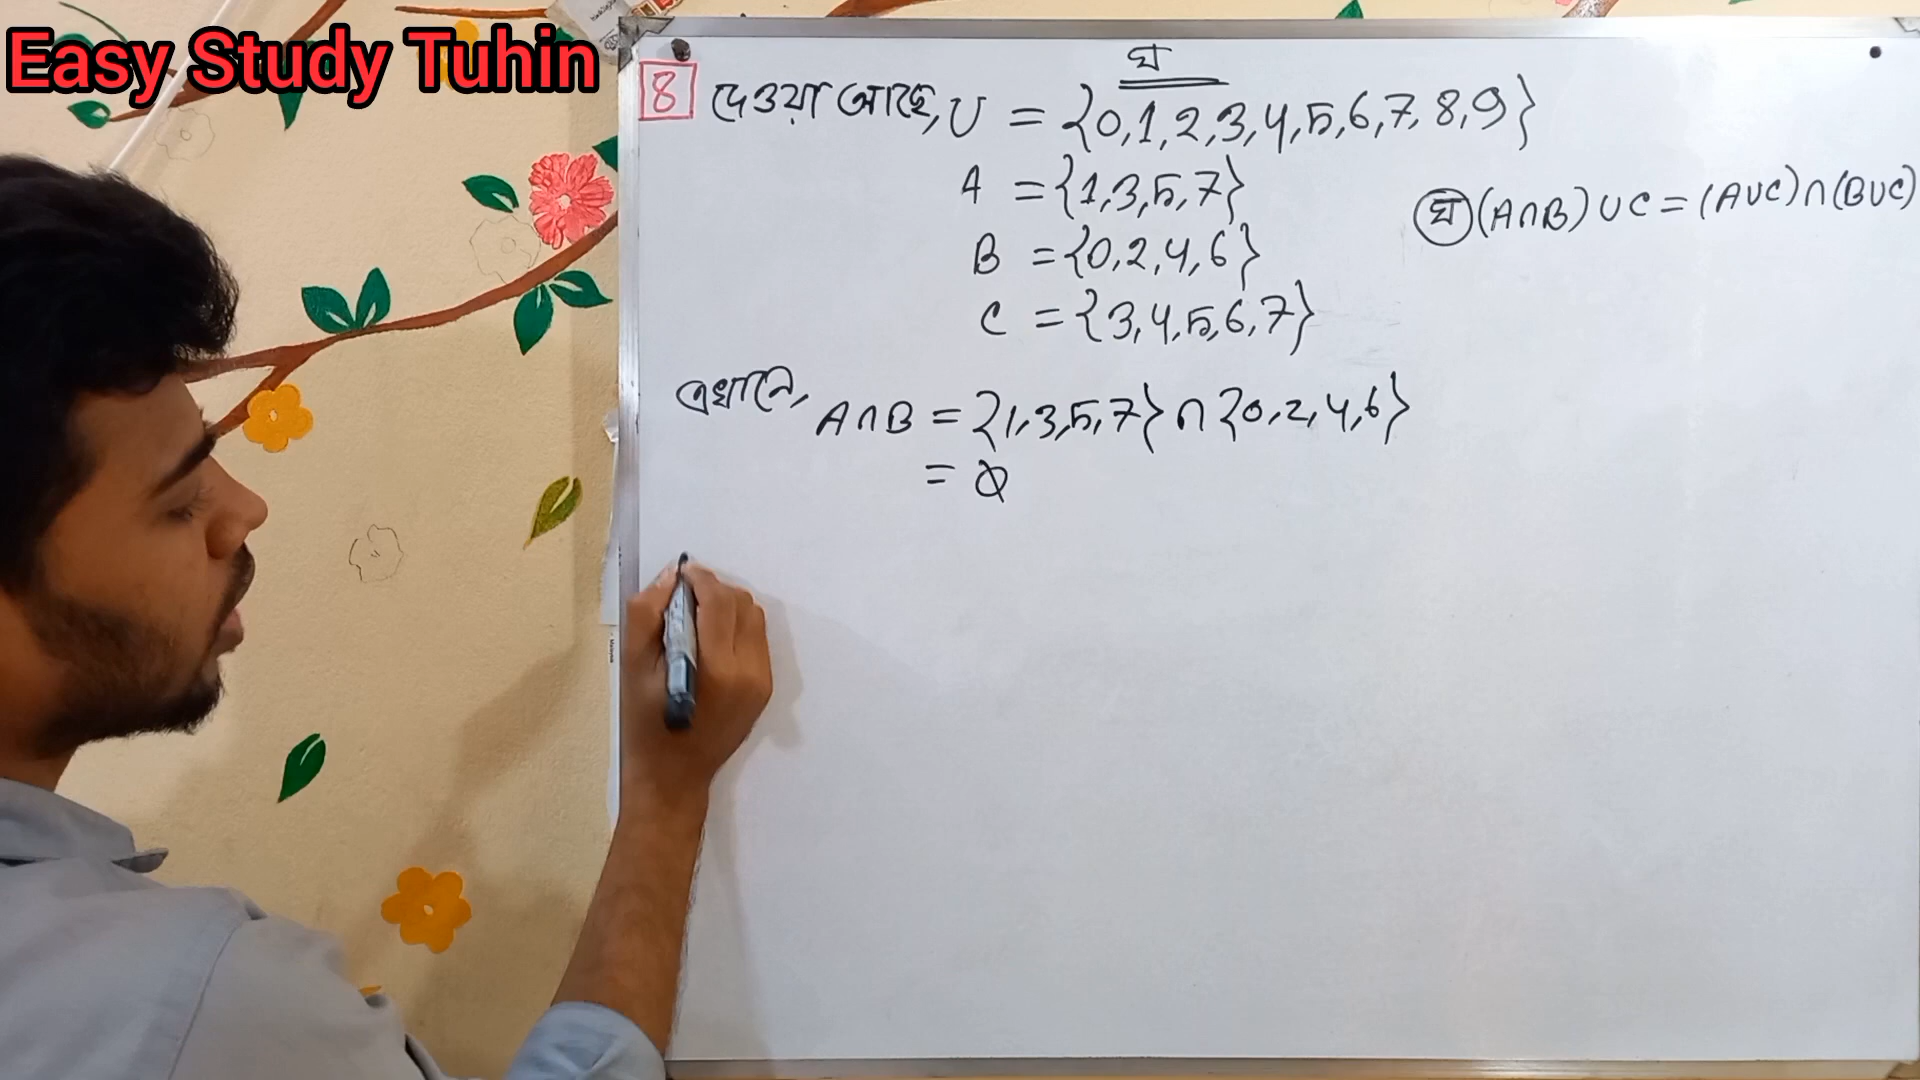 Easy Study Tuhin
ঘ
8 দেওয়া আছে, U = {0,1,2,3,4,5,6,7,8,9}
A = {1,3,5,7}
B = {0,2,4,6}
C = {3,4,5,6,7}
ঘ (A∩B)∪C = (A∪C)∩(B∪C)
এখানে, A∩B = {1,3,5,7} ∩ {0,2,4,6}
= Ø